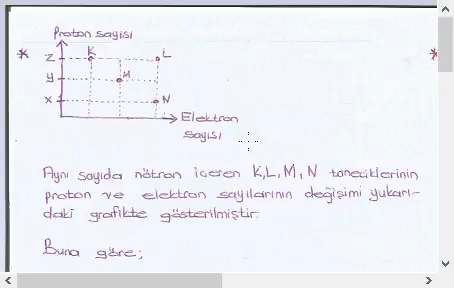 Proton sayısı
* K L *
z
M
y
N
x
Elektron
sayısı
Aynı sayıda nötron içeren K,L,M,N taneciklerinin
proton ve elektron sayılarının değişimi yukarı-
daki grafikte gösterilmiştir.
Buna göre;